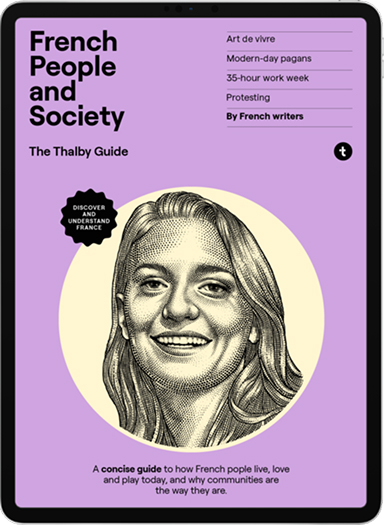 French
People
and
Society
The Thalby Guide
Art de vivre
Modern-day pagans
35-hour work week
Protesting
By French writers
t
DISCOVER
AND
UNDERSTAND
FRANCE
A concise guide to how French pople live, love
and play today, and why communities are
the way they are.